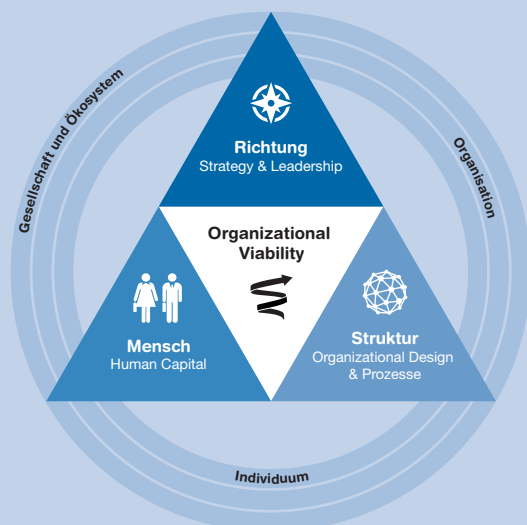 Gesellschaft und Ökosystem
Organisation
Richtung
Strategy & Leadership
Organizational
Viability
Mensch
Human Capital
Struktur
Organizational Design
& Prozesse
Individuum